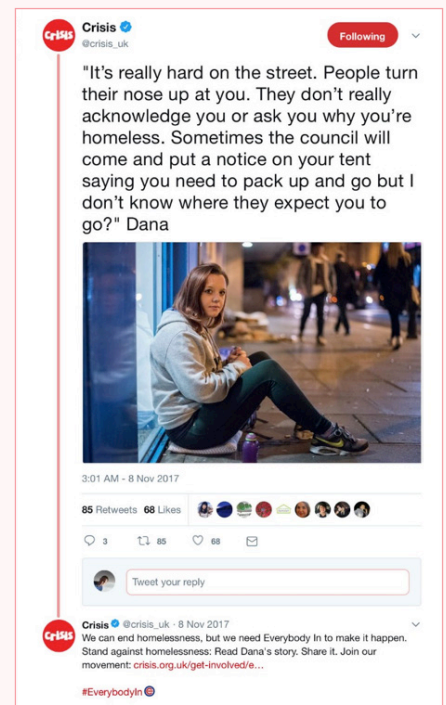 Crisis
Crisis
@crisis_uk
Following
"It's really hard on the street. People turn
their nose up at you. They don't really
acknowledge you or ask you why you're
homeless. Sometimes the council will
come and put a notice on your tent
saying you need to pack up and go but I
don't know where they expect you to
go?" Dana
3:01 AM - 8 Nov 2017
85 Retweets 68 Likes
3 85 68
Tweet your reply
Crisis
Crisis @crisis_uk · 8 Nov 2017
We can end homelessness, but we need Everybody In to make it happen.
Stand against homelessness: Read Dana's story. Share it. Join our
movement: crisis.org.uk/get-involved/e...
#EverybodyIn